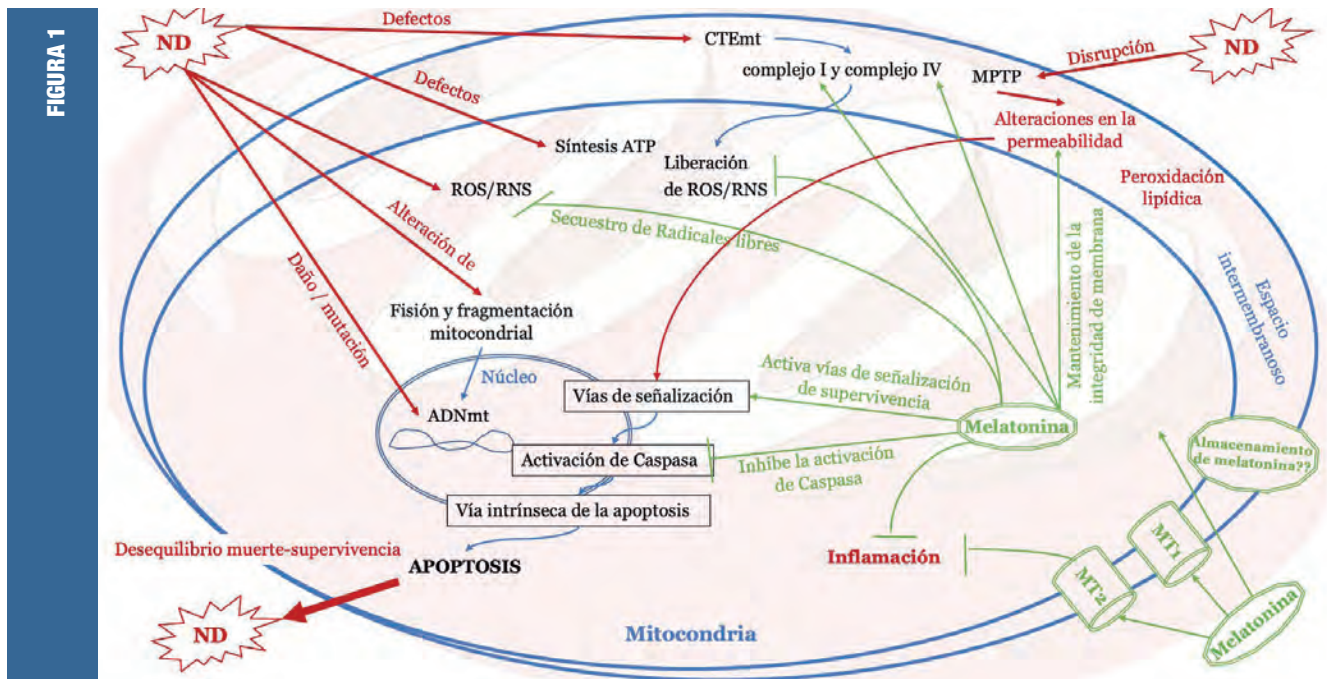 FIGURA 1
ND
Defectos
CTEmt
complejo I y complejo IV
MPTP
Disrupción
ND
Defectos
Alteraciones en la
permeabilidad
Síntesis ATP
Liberación
de ROS/RNS
ROS/RNS
Peroxidación
lipídica
Secuestro de Radicales libres
Alteración de
Daño / mutación
Mantenimiento de la
integridad de membrana
Espacio
intermembranoso
Fisión y fragmentación
mitocondrial
Núcleo
ADNmt
Vías de señalización
Activa vías de señalización
de supervivencia
Melatonina
Almacenamiento
de melatonina??
Activación de Caspasa
Inhibe la activación
de Caspasa
Vía intrínseca de la apoptosis
Desequilibrio muerte-supervivencia
APOPTOSIS
Inflamación
MT1
MT2
Melatonina
ND
Mitocondria